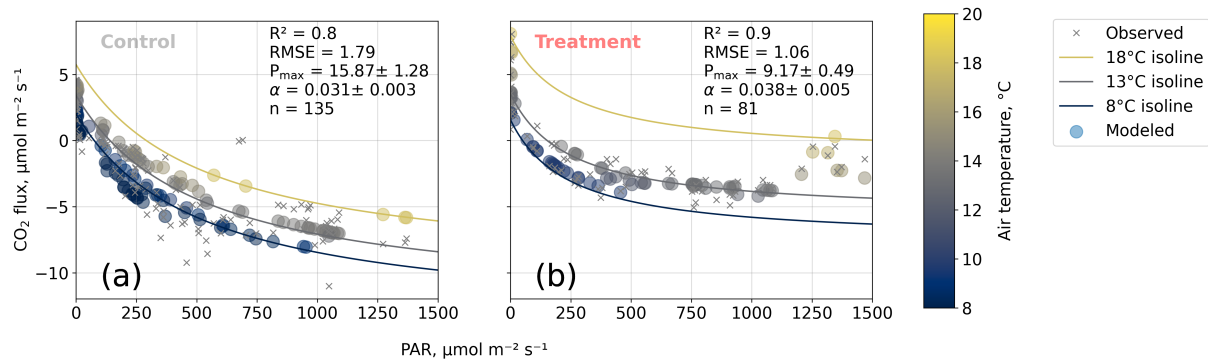 Control
R² = 0.8
RMSE = 1.79
Pmax = 15.87± 1.28
α = 0.031± 0.003
n = 135
(a)
5
0
−5
−10
0 250 500 750 1000 1250 1500
CO₂ flux, μmol m⁻² s⁻¹
Treatment
R² = 0.9
RMSE = 1.06
Pmax = 9.17± 0.49
α = 0.038± 0.005
n = 81
(b)
0 250 500 750 1000 1250 1500
PAR, μmol m⁻² s⁻¹
20
18
16
14
12
10
8
Air temperature, °C
Observed
18°C isoline
13°C isoline
8°C isoline
Modeled